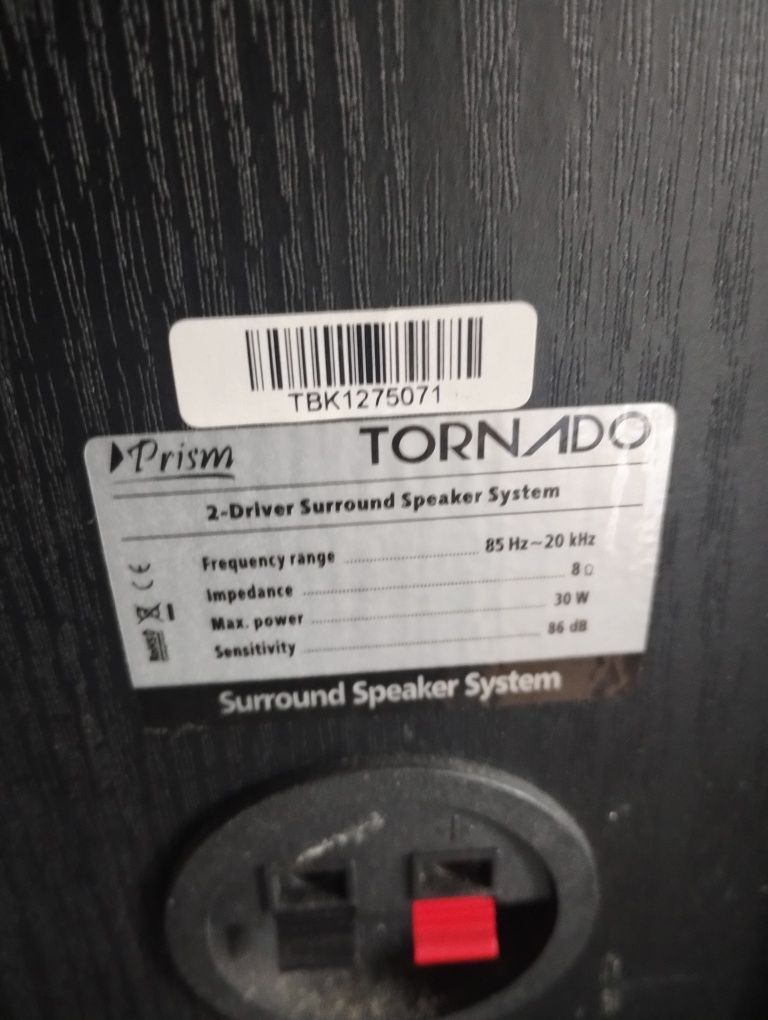 TBK1275071
Prism TORNADO
2-Driver Surround Speaker System
Frequency range 85 Hz~20 kHz
Impedance 8 Ω
Max. power 30 W
Sensitivity 86 dB
CE
Surround Speaker System